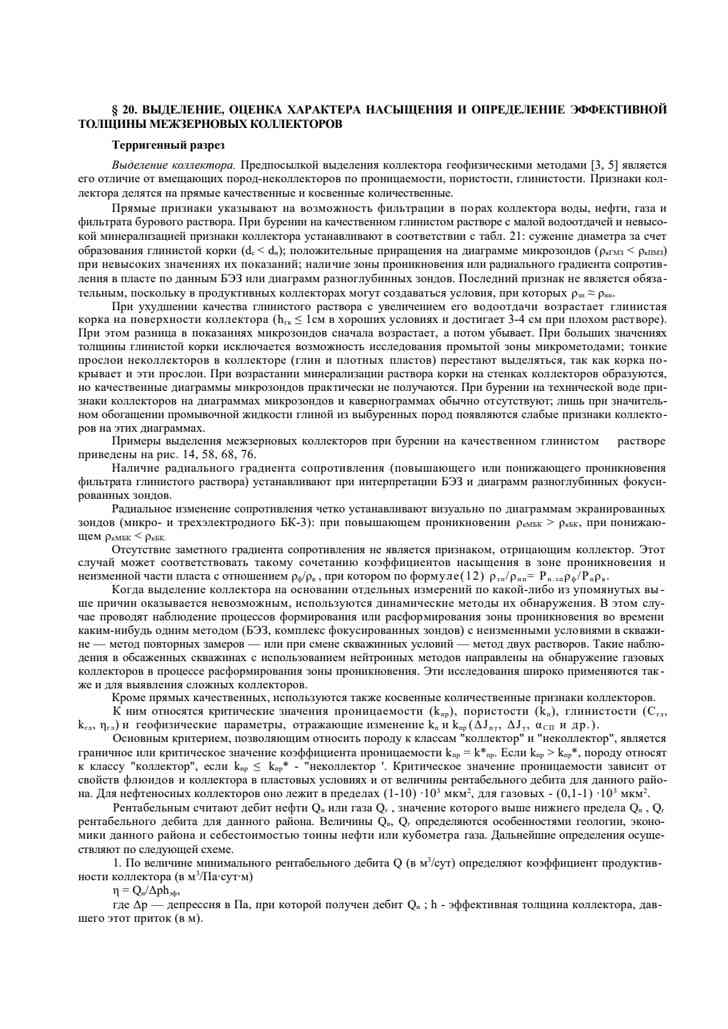 § 20. ВЫДЕЛЕНИЕ, ОЦЕНКА ХАРАКТЕРА НАСЫЩЕНИЯ И ОПРЕДЕЛЕНИЕ ЭФФЕКТИВНОЙ
ТОЛЩИНЫ МЕЖЗЕРНОВЫХ КОЛЛЕКТОРОВ
Терригенный разрез
Выделение коллектора. Предпосылкой выделения коллектора геофизическими методами [3, 5] является
его отличие от вмещающих пород-неколлекторов по проницаемости, пористости, глинистости. Признаки кол-
лектора делятся на прямые качественные и косвенные количественные.
Прямые признаки указывают на возможность фильтрации в порах коллектора воды, нефти, газа и
фильтрата бурового раствора. При бурении на качественном глинистом растворе с малой водоотдачей и невысо-
кой минерализацией признаки коллектора устанавливают в соответствии с табл. 21: сужение диаметра за счет
образования глинистой корки (dс < dн); положительные приращения на диаграмме микрозондов (ρкГМЗ < ρкПМЗ)
при невысоких значениях их показаний; наличие зоны проникновения или радиального градиента сопротив-
ления в пласте по данным БЭЗ или диаграмм разноглубинных зондов. Последний признак не является обяза-
тельным, поскольку в продуктивных коллекторах могут создаваться условия, при которых ρзп ≈ ρнп.
При ухудшении качества глинистого раствора с увеличением его водоотдачи возрастает глинистая
корка на поверхности коллектора (hгк ≤ 1см в хороших условиях и достигает 3-4 см при плохом растворе).
При этом разница в показаниях микрозондов сначала возрастает, а потом убывает. При больших значениях
толщины глинистой корки исключается возможность исследования промытой зоны микрометодами; тонкие
прослои неколлекторов в коллекторе (глин и плотных пластов) перестают выделяться, так как корка по-
крывает и эти прослои. При возрастании минерализации раствора корки на стенках коллекторов образуются,
но качественные диаграммы микрозондов практически не получаются. При бурении на технической воде при-
знаки коллекторов на диаграммах микрозондов и кавернограммах обычно отсутствуют; лишь при значитель-
ном обогащении промывочной жидкости глиной из выбуренных пород появляются слабые признаки коллекто-
ров на этих диаграммах.
Примеры выделения межзерновых коллекторов при бурении на качественном глинистом растворе
приведены на рис. 14, 58, 68, 76.
Наличие радиального градиента сопротивления (повышающего или понижающего проникновения
фильтрата глинистого раствора) устанавливают при интерпретации БЭЗ и диаграмм разноглубинных фокуси-
рованных зондов.
Радиальное изменение сопротивление четко устанавливают визуально по диаграммам экранированных
зондов (микро- и трехэлектродного БК-3): при повышающем проникновении ρкМБК > ρкБК, при понижаю-
щем ρкМБК < ρкБК.
Отсутствие заметного градиента сопротивления не является признаком, отрицающим коллектор. Этот
случай может соответствовать такому сочетанию коэффициентов насыщения в зоне проникновения и
неизменной части пласта с отношением ρф/ρв , при котором по формуле(12) ρзп/ρнп= Рн.зпρф/Рнρв.
Когда выделение коллектора на основании отдельных измерений по какой-либо из упомянутых вы-
ше причин оказывается невозможным, используются динамические методы их обнаружения. В этом слу-
чае проводят наблюдение процессов формирования или расформирования зоны проникновения во времени
каким-нибудь одним методом (БЭЗ, комплекс фокусированных зондов) с неизменными условиями в скважи-
не — метод повторных замеров — или при смене скважинных условий — метод двух растворов. Такие наблю-
дения в обсаженных скважинах с использованием нейтронных методов направлены на обнаружение газовых
коллекторов в процессе расформирования зоны проникновения. Эти исследования широко применяются так-
же и для выявления сложных коллекторов.
Кроме прямых качественных, используются также косвенные количественные признаки коллекторов.
К ним относятся критические значения проницаемости (kпр), пористости (kп), глинистости (Сгл,
kгл, ηгл) и геофизические параметры, отражающие изменение kп и kпр(ΔJnγ, ΔJγ, αСП и др.).
Основным критерием, позволяющим относить породу к классам "коллектор" и "неколлектор", является
граничное или критическое значение коэффициента проницаемости kпр = k*пр. Если kпр > kпр*, породу относят
к классу "коллектор", если kпр ≤ kпр* - "неколлектор '. Критическое значение проницаемости зависит от
свойств флюидов и коллектора в пластовых условиях и от величины рентабельного дебита для данного райо-
на. Для нефтеносных коллекторов оно лежит в пределах (1-10) ·10³ мкм², для газовых - (0,1-1) ·10³ мкм².
Рентабельным считают дебит нефти Qн или газа Qг , значение которого выше нижнего предела Qн , Qг
рентабельного дебита для данного района. Величины Qн, Qг определяются особенностями геологии, эконо-
мики данного района и себестоимостью тонны нефти или кубометра газа. Дальнейшие определения осуще-
ствляют по следующей схеме.
1. По величине минимального рентабельного дебита Q (в м³/сут) определяют коэффициент продуктив-
ности коллектора (в м³/Па·сут·м)
η = Qн/Δphэф,
где Δр — депрессия в Па, при которой получен дебит Qн ; h - эффективная толщина коллектора, дав-
шего этот приток (в м).